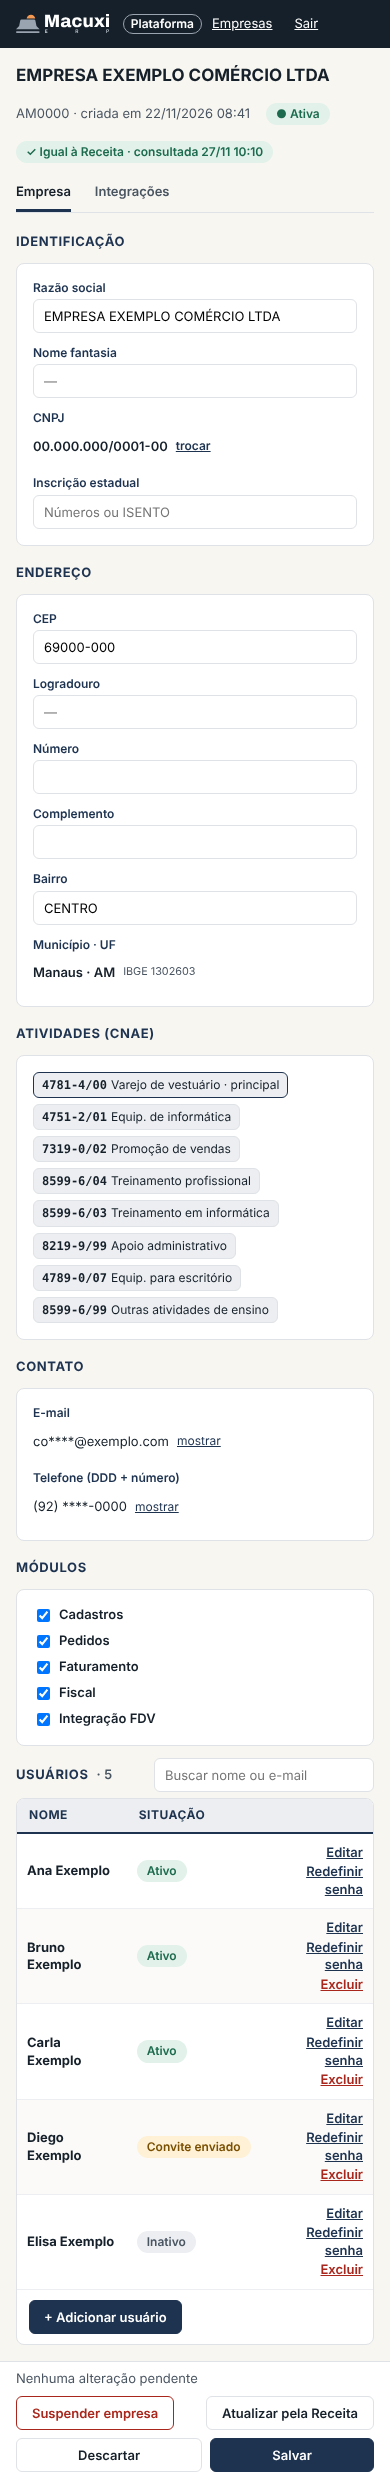 Macuxi
E R P
Plataforma Empresas Sair
EMPRESA EXEMPLO COMÉRCIO LTDA
AM0000 · criada em 22/11/2026 08:41 ● Ativa
✓ Igual à Receita · consultada 27/11 10:10
Empresa Integrações
IDENTIFICAÇÃO
Razão social
EMPRESA EXEMPLO COMÉRCIO LTDA
Nome fantasia
—
CNPJ
00.000.000/0001-00 trocar
Inscrição estadual
Números ou ISENTO
ENDEREÇO
CEP
69000-000
Logradouro
—
Número
Complemento
Bairro
CENTRO
Município · UF
Manaus · AM IBGE 1302603
ATIVIDADES (CNAE)
4781-4/00 Varejo de vestuário · principal
4751-2/01 Equip. de informática
7319-0/02 Promoção de vendas
8599-6/04 Treinamento profissional
8599-6/03 Treinamento em informática
8219-9/99 Apoio administrativo
4789-0/07 Equip. para escritório
8599-6/99 Outras atividades de ensino
CONTATO
E-mail
co****@exemplo.com mostrar
Telefone (DDD + número)
(92) ****-0000 mostrar
MÓDULOS
Cadastros
Pedidos
Faturamento
Fiscal
Integração FDV
USUÁRIOS · 5 Buscar nome ou e-mail
NOME SITUAÇÃO
Ana Exemplo Ativo Editar
Redefinir
senha
Bruno
Exemplo Ativo Editar
Redefinir
senha
Excluir
Carla
Exemplo Ativo Editar
Redefinir
senha
Excluir
Diego
Exemplo Convite enviado Editar
Redefinir
senha
Excluir
Elisa Exemplo Inativo Editar
Redefinir
senha
Excluir
+ Adicionar usuário
Nenhuma alteração pendente
Suspender empresa Atualizar pela Receita
Descartar Salvar